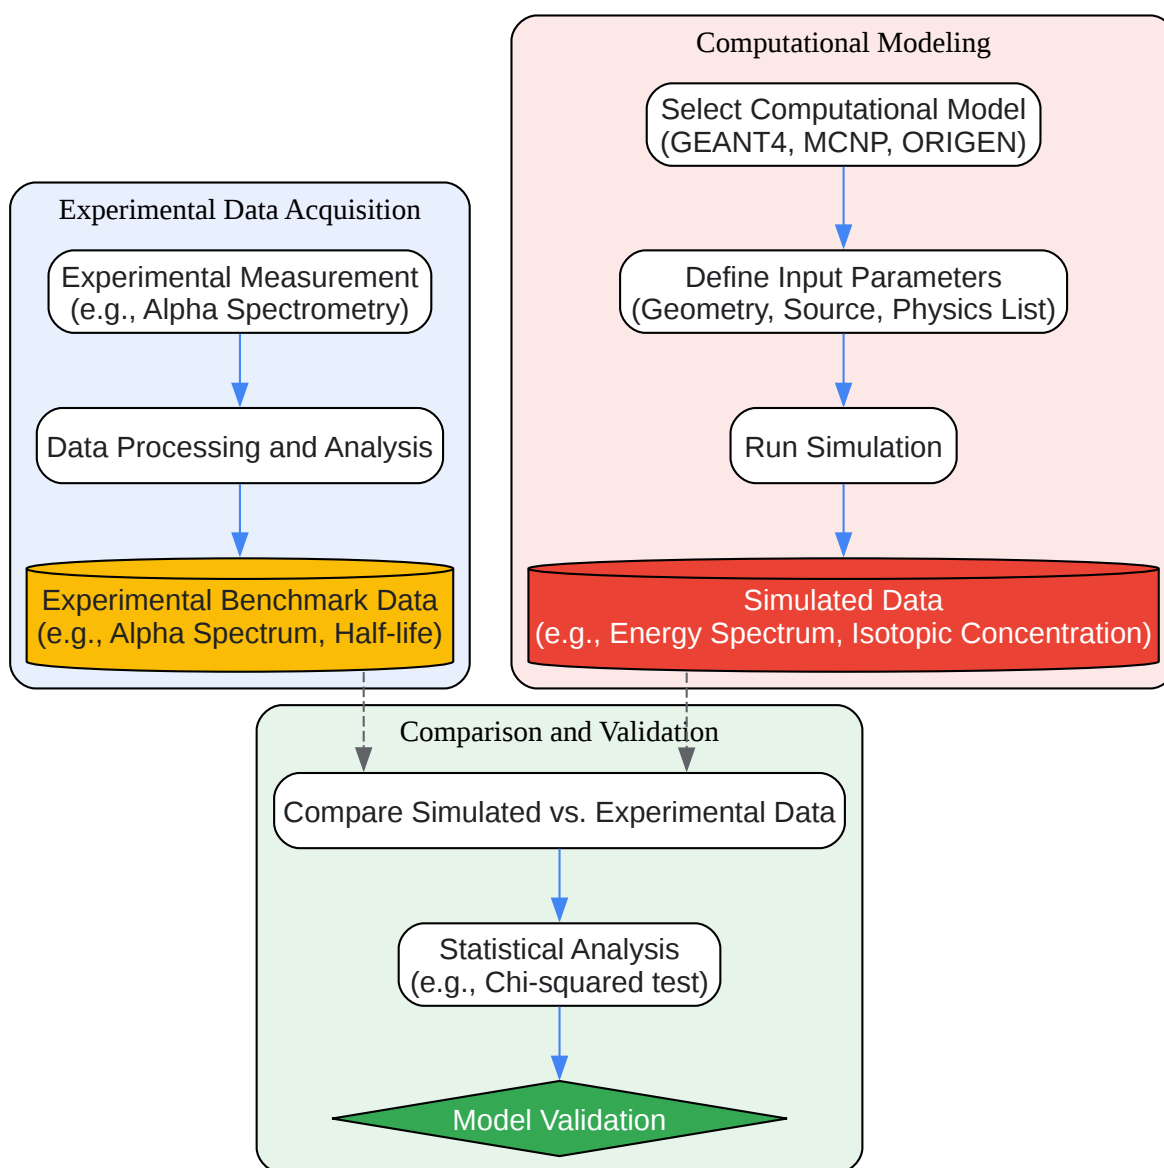 Computational Modeling
Select Computational Model
(GEANT4, MCNP, ORIGEN)
Define Input Parameters
(Geometry, Source, Physics List)
Run Simulation
Simulated Data
(e.g., Energy Spectrum, Isotopic Concentration)
Experimental Data Acquisition
Experimental Measurement
(e.g., Alpha Spectrometry)
Data Processing and Analysis
Experimental Benchmark Data
(e.g., Alpha Spectrum, Half-life)
Comparison and Validation
Compare Simulated vs. Experimental Data
Statistical Analysis
(e.g., Chi-squared test)
Model Validation